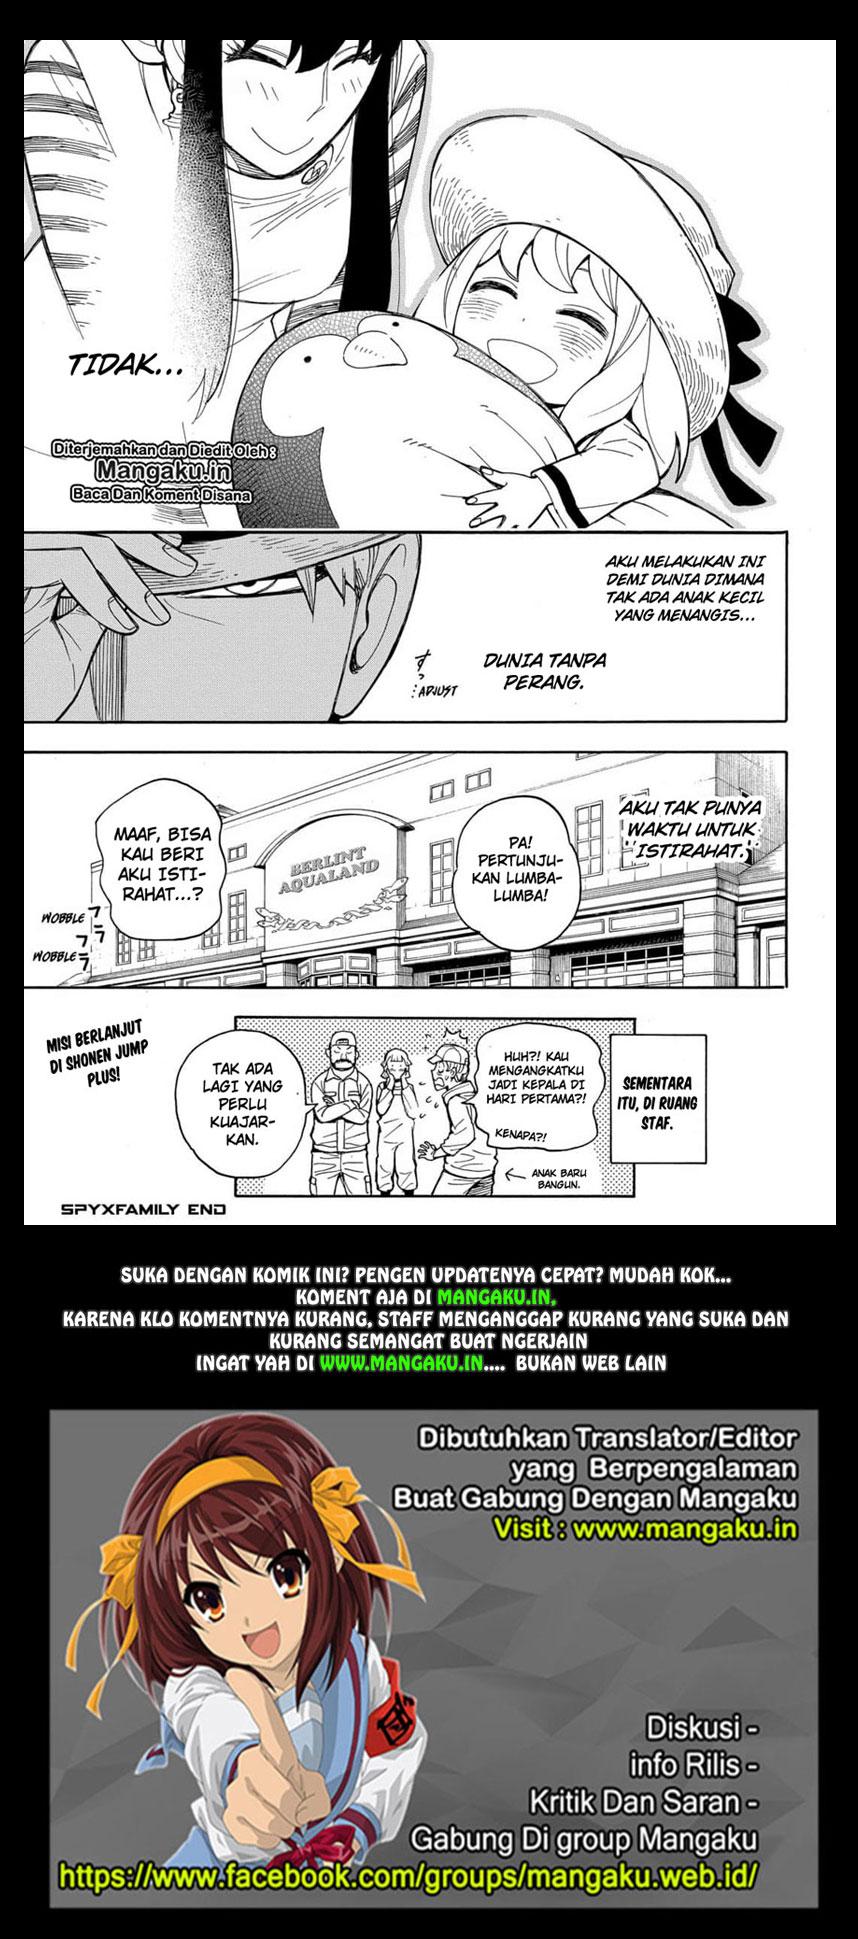 TIDAK...
Diterjemahkan dan Diedit Oleh :
Mangaku.in
Baca Dan Koment Disana
AKU MELAKUKAN INI
DEMI DUNIA DIMANA
TAK ADA ANAK KECIL
YANG MENANGIS...
DUNIA TANPA
PERANG.
すっ
: ADJUST
AKU TAK PUNYA
WAKTU UNTUK
ISTIRAHAT.
PA!
PERTUNJU-
KAN LUMBA-
LUMBA!
BERLINT
AQUALAND
MAAF, BISA
KAU BERI
AKU ISTI-
RAHAT...?
WOBBLE
WOBBLE
SEMENTARA
ITU, DI RUANG
STAF.
HUH?! KAU
MENGANGKATKU
JADI KEPALA DI
HARI PERTAMA?!
KENAPA?!
ANAK BARU
BANGUN.
TAK ADA
LAGI YANG
PERLU
KUAJAR-
KAN.
MISI BERLANJUT
DI SHONEN JUMP
PLUS!
SPYXFAMILY END
SUKA DENGAN KOMIK INI? PENGEN UPDATENYA CEPAT? MUDAH KOK...
KOMENT AJA DI MANGAKU.IN,
KARENA KLO KOMENTNYA KURANG, STAFF MENGANGGAP KURANG YANG SUKA DAN
KURANG SEMANGAT BUAT NGERJAIN
INGAT YAH DI WWW.MANGAKU.IN.... BUKAN WEB LAIN
Dibutuhkan Translator/Editor
yang Berpengalaman
Buat Gabung Dengan Mangaku
Visit : www.mangaku.in
Diskusi -
info Rilis -
Kritik Dan Saran -
Gabung Di group Mangaku
https://www.facebook.com/groups/mangaku.web.id/